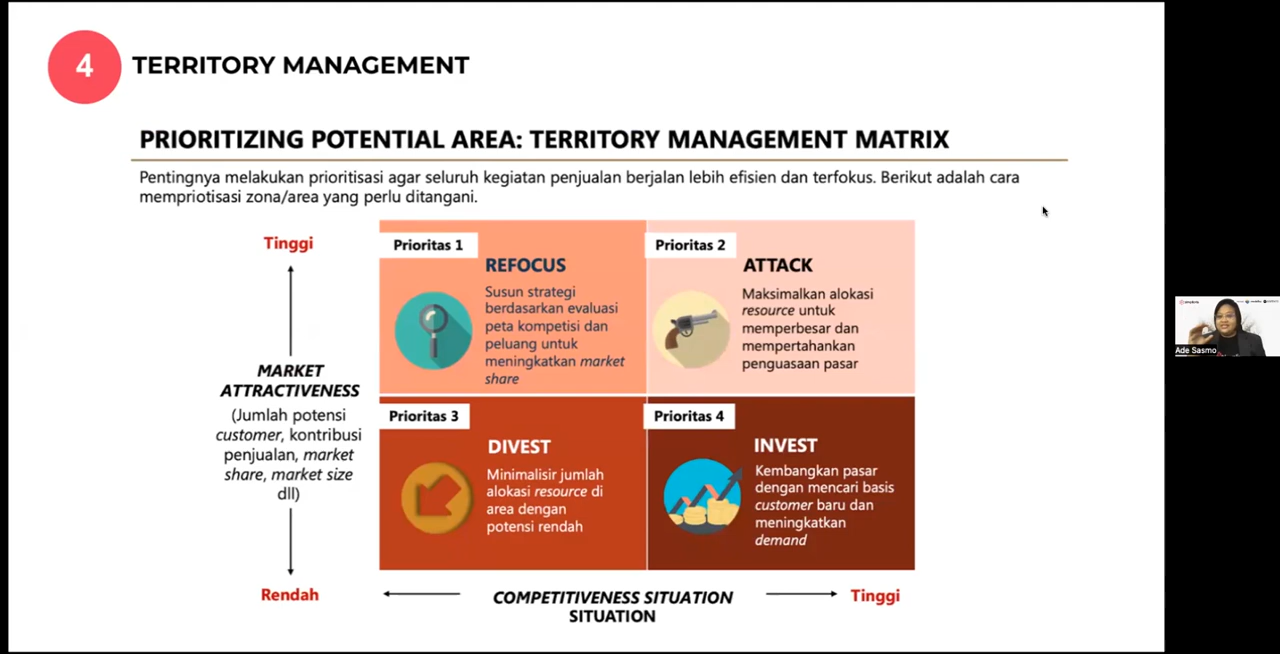 4
TERRITORY MANAGEMENT
PRIORITIZING POTENTIAL AREA: TERRITORY MANAGEMENT MATRIX
Pentingnya melakukan prioritisasi agar seluruh kegiatan penjualan berjalan lebih efisien dan terfokus. Berikut adalah cara
mempriotisasi zona/area yang perlu ditangani.
Tinggi
MARKET
ATTRACTIVENESS
(Jumlah potensi
customer, kontribusi
penjualan, market
share, market size
dll)
Rendah
Prioritas 1
REFOCUS
Susun strategi
berdasarkan evaluasi
peta kompetisi dan
peluang untuk
meningkatkan market
share
Prioritas 2
ATTACK
Maksimalkan alokasi
resource untuk
memperbesar dan
mempertahankan
penguasaan pasar
Prioritas 3
DIVEST
Minimalisir jumlah
alokasi resource di
area dengan
potensi rendah
Prioritas 4
INVEST
Kembangkan pasar
dengan mencari basis
customer baru dan
meningkatkan
demand
COMPETITIVENESS SITUATION
SITUATION
Tinggi
Ade Sasmo